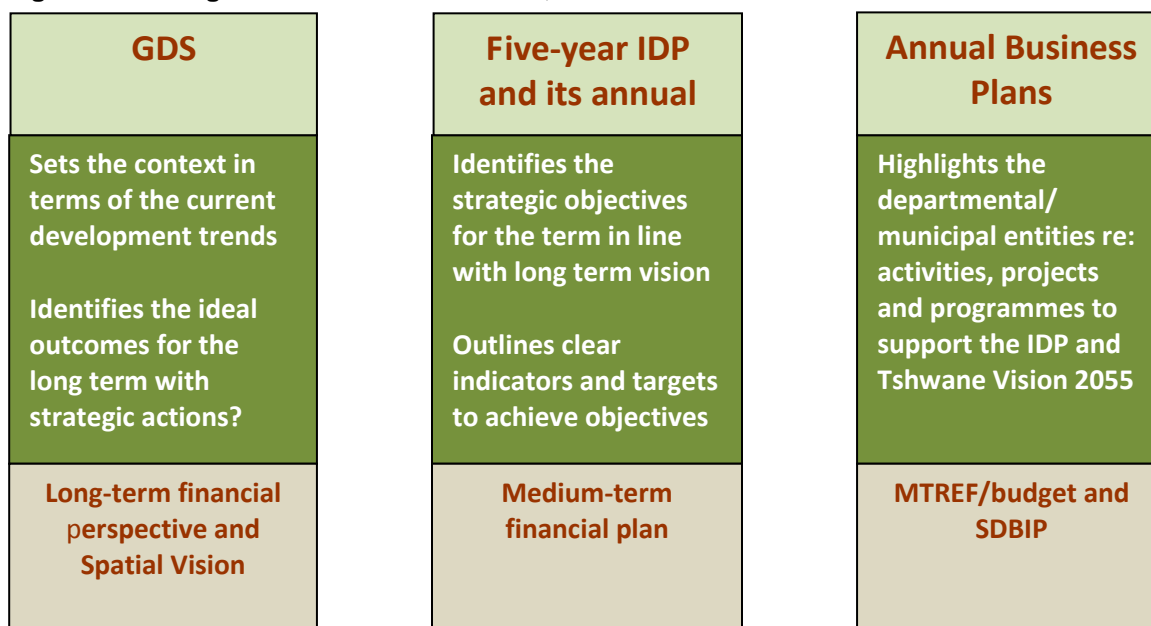 GDS
Sets the context in
terms of the current
development trends
Identifies the ideal
outcomes for the
long term with
strategic actions?
Long-term financial
perspective and
Spatial Vision
Five-year IDP
and its annual
Identifies the
strategic objectives
for the term in line
with long term vision
Outlines clear
indicators and targets
to achieve objectives
Medium-term
financial plan
Annual Business
Plans
Highlights the
departmental/
municipal entities re:
activities, projects
and programmes to
support the IDP and
Tshwane Vision 2055
MTREF/budget and
SDBIP